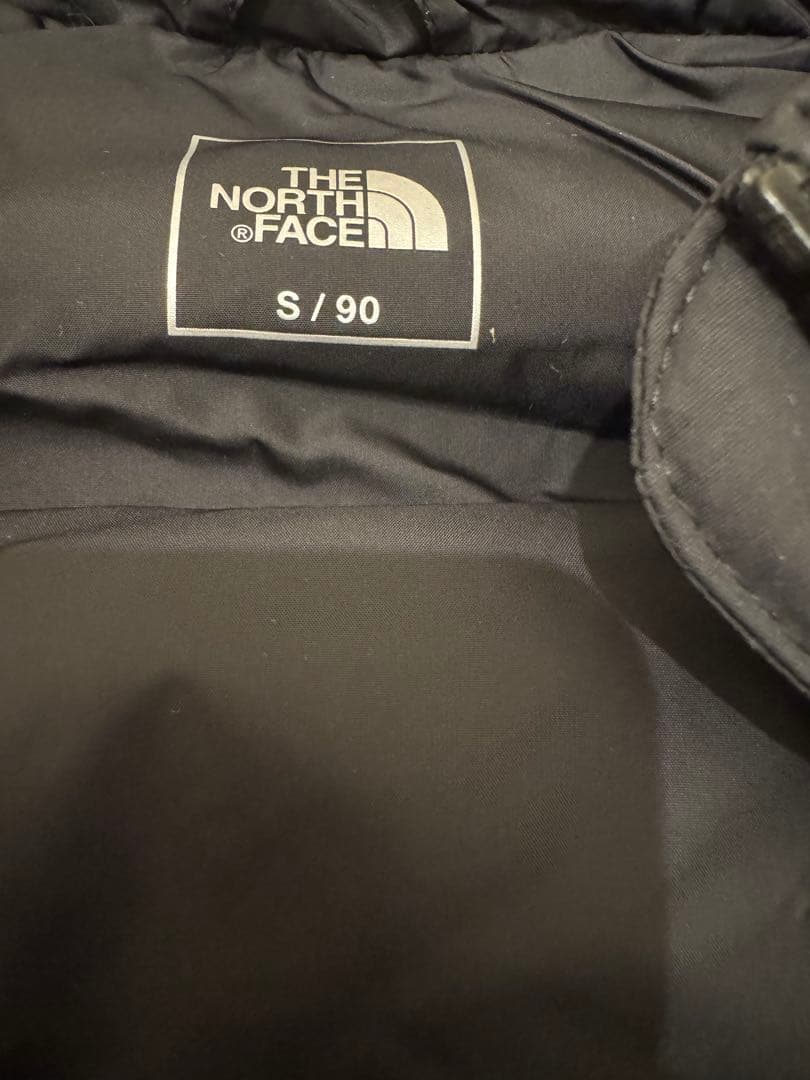 THE
NORTH
®FACE
S / 90